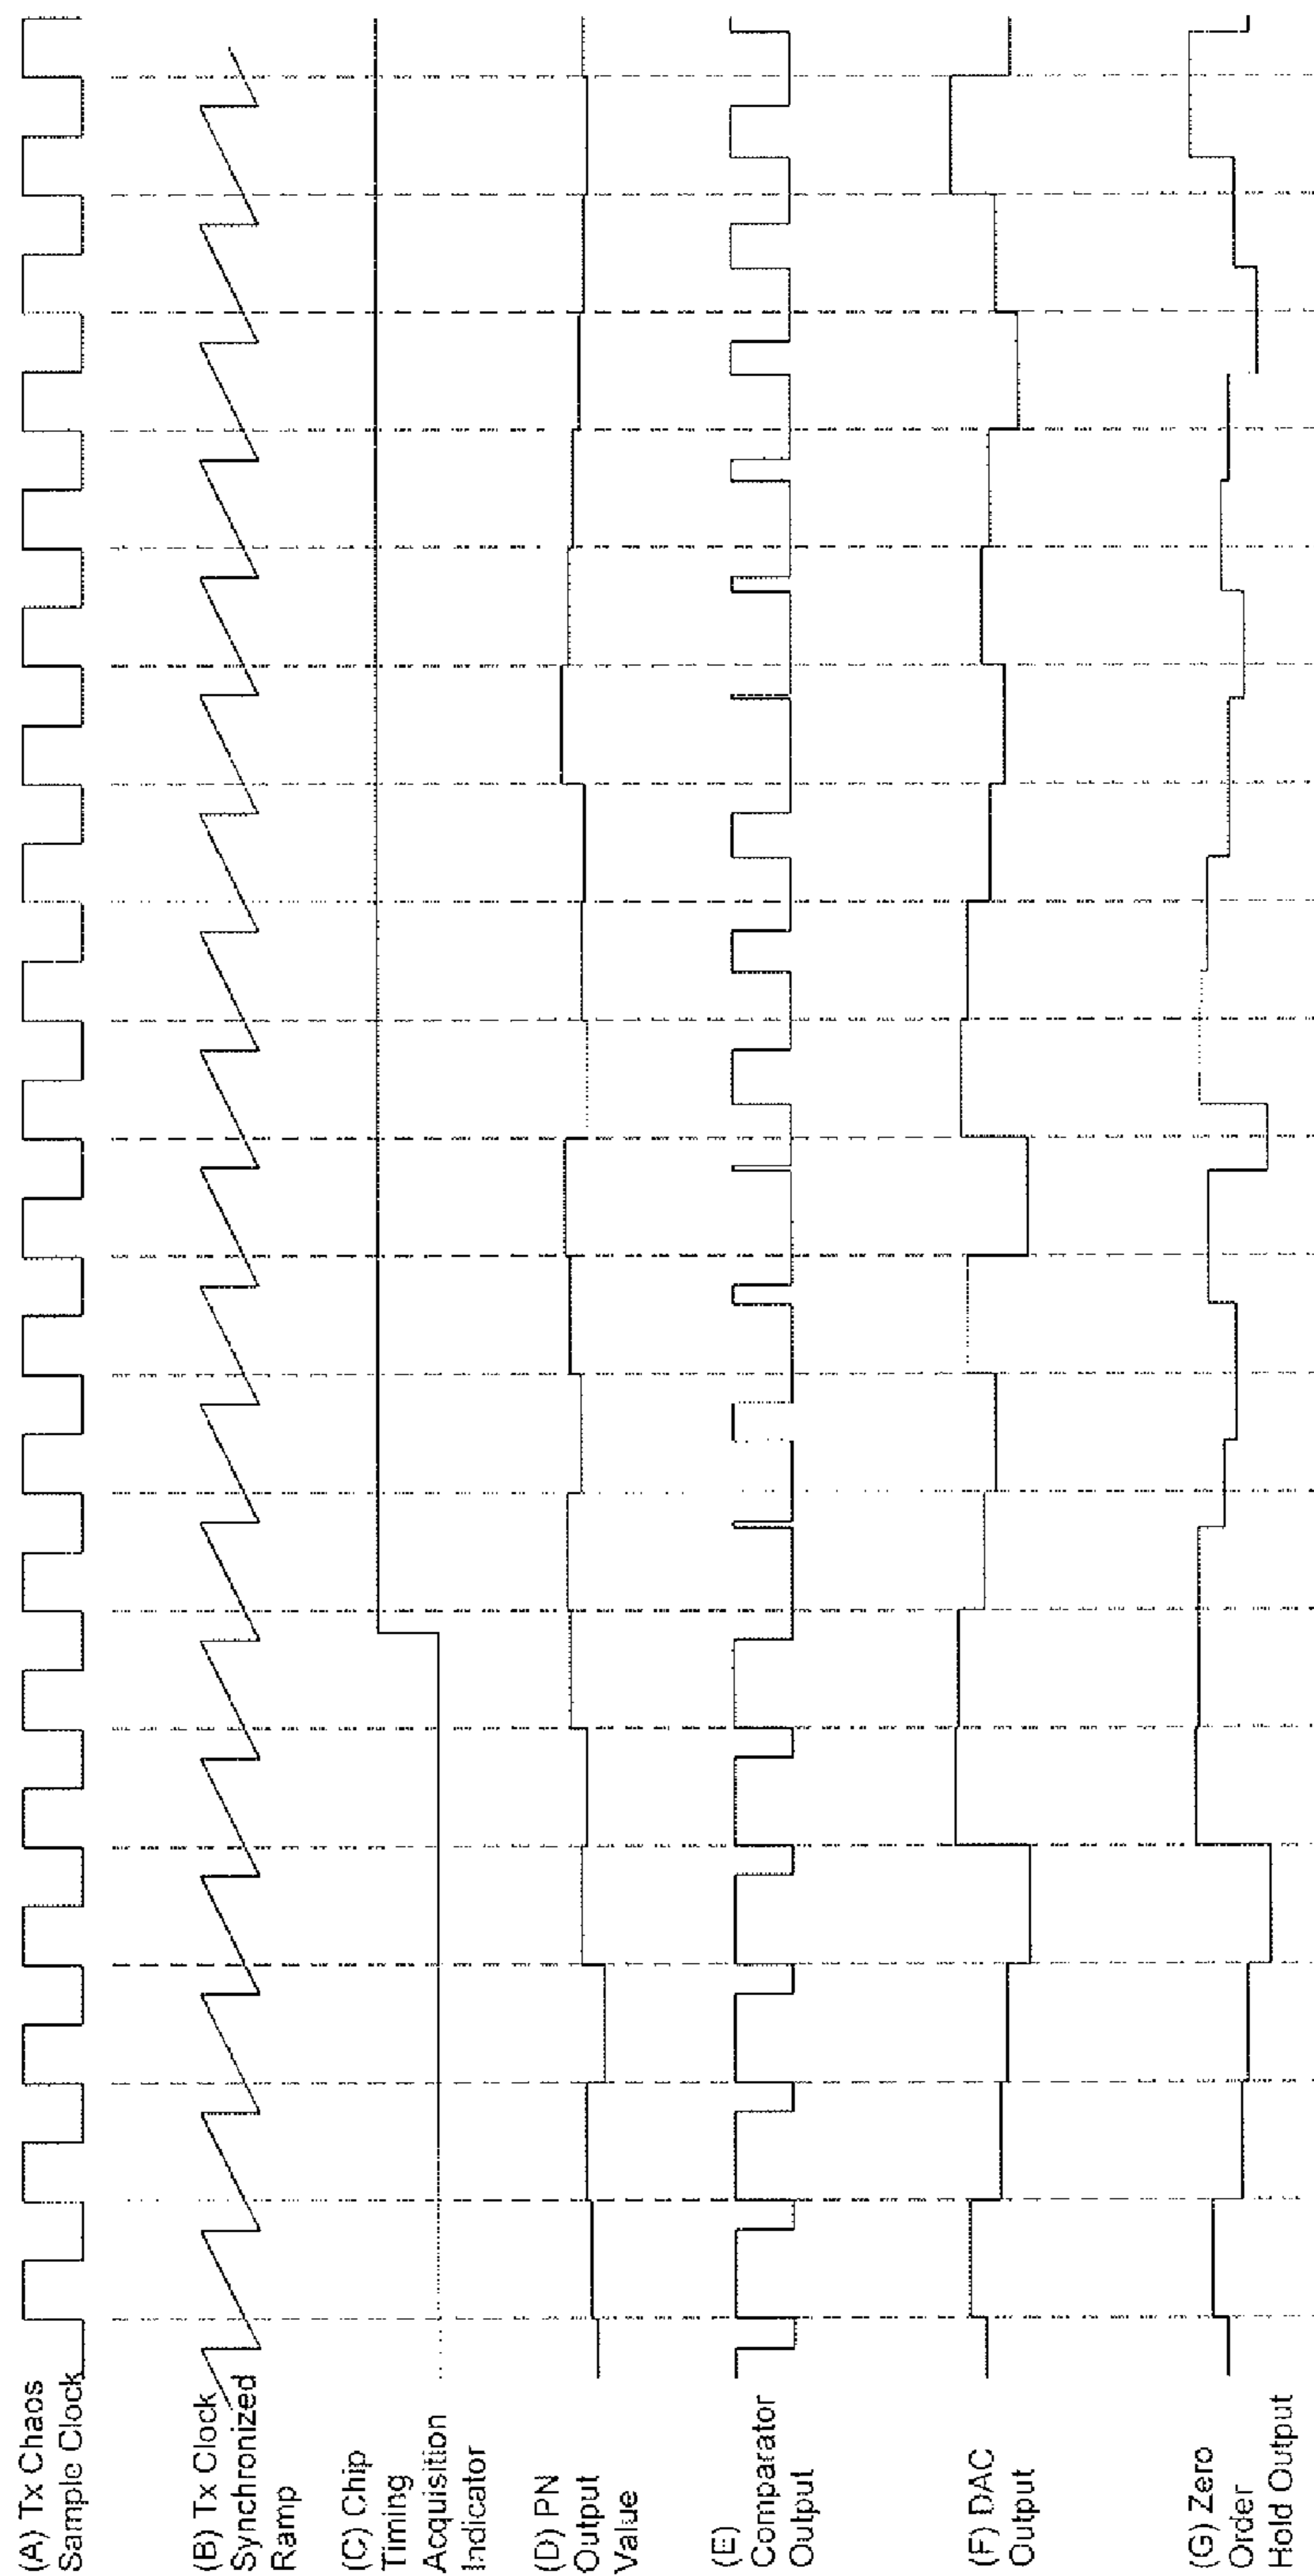 (A) Tx Chaos
Sample Clock
(B) Tx Clock
Synchronized
Ramp
(C) Chip
Timing
Acquisition
Indicator
(D) PN
Output
Value
(E)
Comparator
Output
(F) DAC
Output
(G) Zero
Order
Hold Output